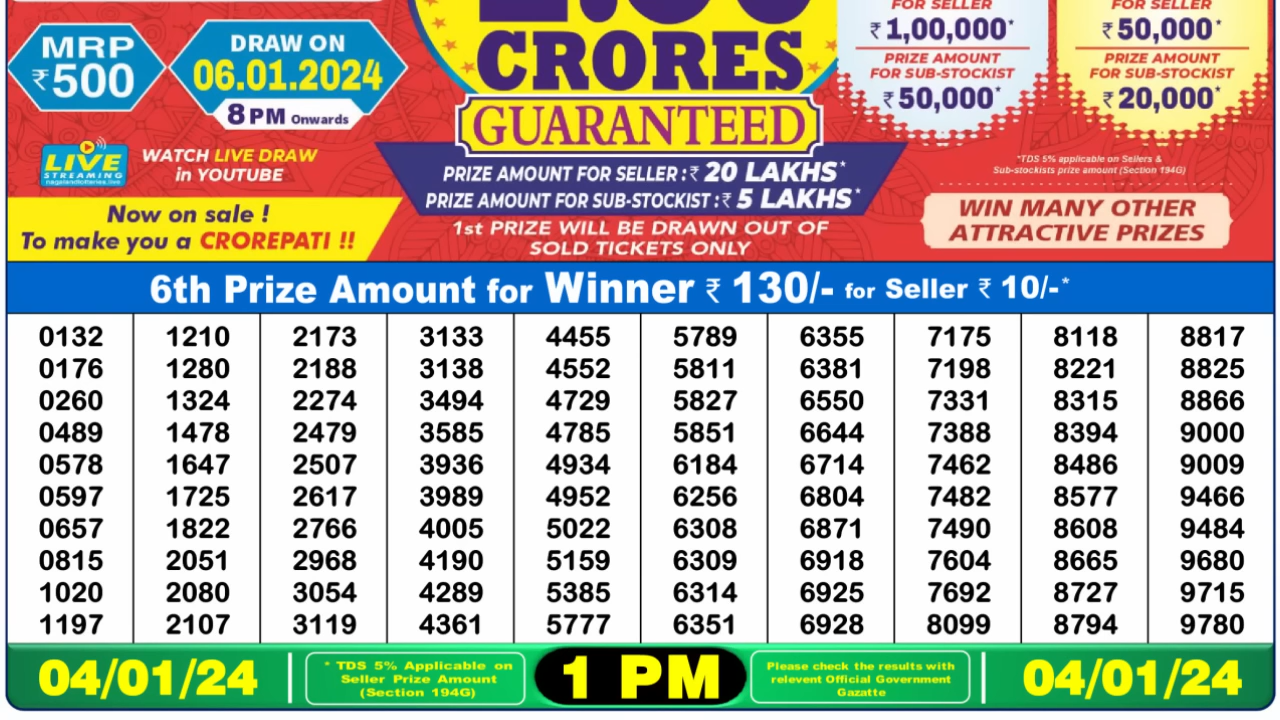 MRP
₹500
DRAW ON
06.01.2024
8 PM Onwards
LIVE
STREAMING
nagalandlotteries.live
WATCH LIVE DRAW
in YOUTUBE
Now on sale !
To make you a CROREPATI !!
CRORES
GUARANTEED
PRIZE AMOUNT FOR SELLER :₹ 20 LAKHS*
PRIZE AMOUNT FOR SUB-STOCKIST :₹ 5 LAKHS*
1st PRIZE WILL BE DRAWN OUT OF
SOLD TICKETS ONLY
FOR SELLER
₹1,00,000*
PRIZE AMOUNT
FOR SUB-STOCKIST
₹50,000*
FOR SELLER
₹50,000*
PRIZE AMOUNT
FOR SUB-STOCKIST
₹20,000*
*TDS 5% applicable on Sellers &
Sub-stockists prize amount (Section 194G)
WIN MANY OTHER
ATTRACTIVE PRIZES
6th Prize Amount for Winner ₹ 130/- for Seller ₹ 10/-*
0132 1210 2173 3133 4455 5789 6355 7175 8118 8817
0176 1280 2188 3138 4552 5811 6381 7198 8221 8825
0260 1324 2274 3494 4729 5827 6550 7331 8315 8866
0489 1478 2479 3585 4785 5851 6644 7388 8394 9000
0578 1647 2507 3936 4934 6184 6714 7462 8486 9009
0597 1725 2617 3989 4952 6256 6804 7482 8577 9466
0657 1822 2766 4005 5022 6308 6871 7490 8608 9484
0815 2051 2968 4190 5159 6309 6918 7604 8665 9680
1020 2080 3054 4289 5385 6314 6925 7692 8727 9715
1197 2107 3119 4361 5777 6351 6928 8099 8794 9780
04/01/24
* TDS 5% Applicable on
Seller Prize Amount
(Section 194G)
1 PM
Please check the results with
relevent Official Government
Gazatte
04/01/24